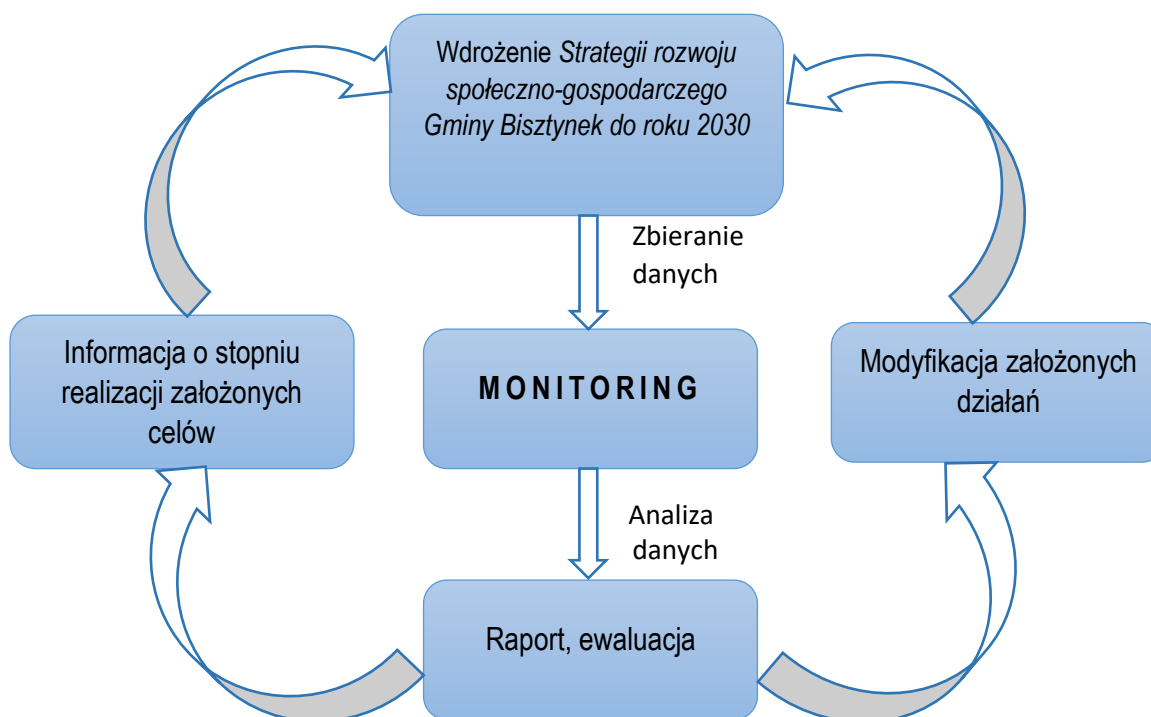 Wdrożenie Strategii rozwoju
społeczno-gospodarczego
Gminy Bisztynek do roku 2030
Zbieranie
danych
Informacja o stopniu
realizacji założonych
celów
MONITORING
Modyfikacja założonych
działań
Analiza
danych
Raport, ewaluacja